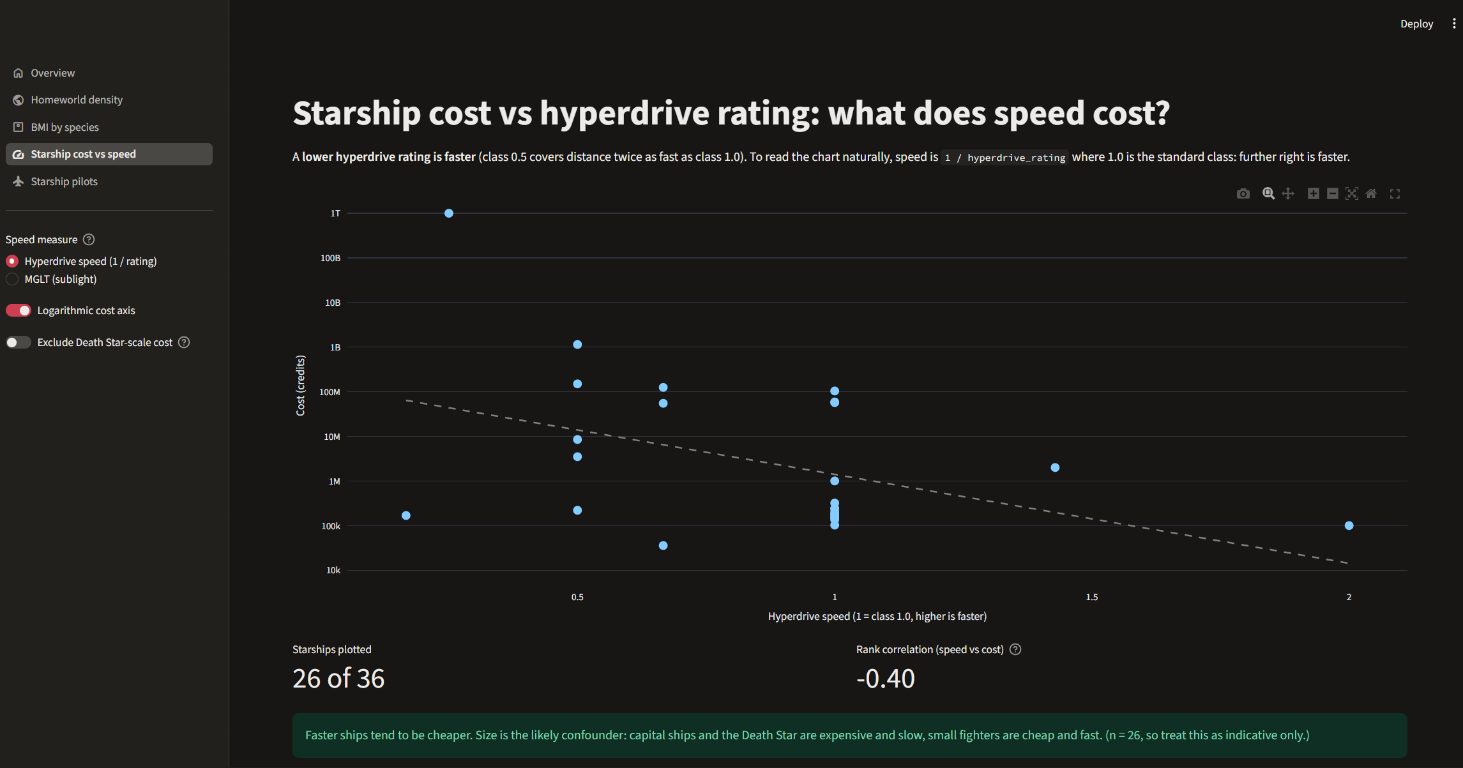 Deploy
Overview
Homeworld density
BMI by species
Starship cost vs speed
Starship pilots
Speed measure
Hyperdrive speed (1 / rating)
MGLT (sublight)
Logarithmic cost axis
Exclude Death Star-scale cost
Starship cost vs hyperdrive rating: what does speed cost?
A lower hyperdrive rating is faster (class 0.5 covers distance twice as fast as class 1.0). To read the chart naturally, speed is 1 / hyperdrive_rating where 1.0 is the standard class: further right is faster.
1T
100B
10B
1B
100M
10M
1M
100k
10k
Cost (credits)
0.5 1 1.5 2
Hyperdrive speed (1 = class 1.0, higher is faster)
Starships plotted
26 of 36
Rank correlation (speed vs cost)
-0.40
Faster ships tend to be cheaper. Size is the likely confounder: capital ships and the Death Star are expensive and slow, small fighters are cheap and fast. (n = 26, so treat this as indicative only.)